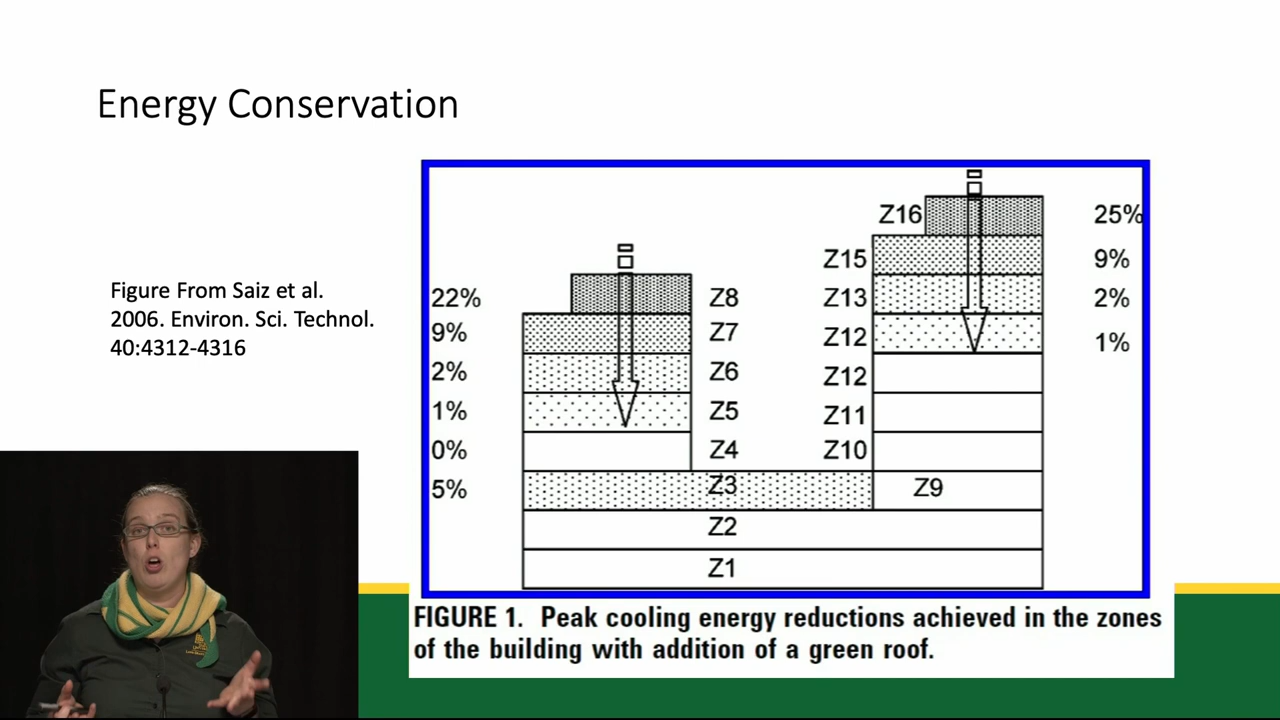 Energy Conservation
Figure From Saiz et al.
2006. Environ. Sci. Technol.
40:4312-4316
Z16 25%
Z15 9%
22% Z8 Z13 2%
9% Z7 Z12 1%
2% Z6 Z12
1% Z5 Z11
0% Z4 Z10
5% Z3 Z9
Z2
Z1
FIGURE 1. Peak cooling energy reductions achieved in the zones
of the building with addition of a green roof.